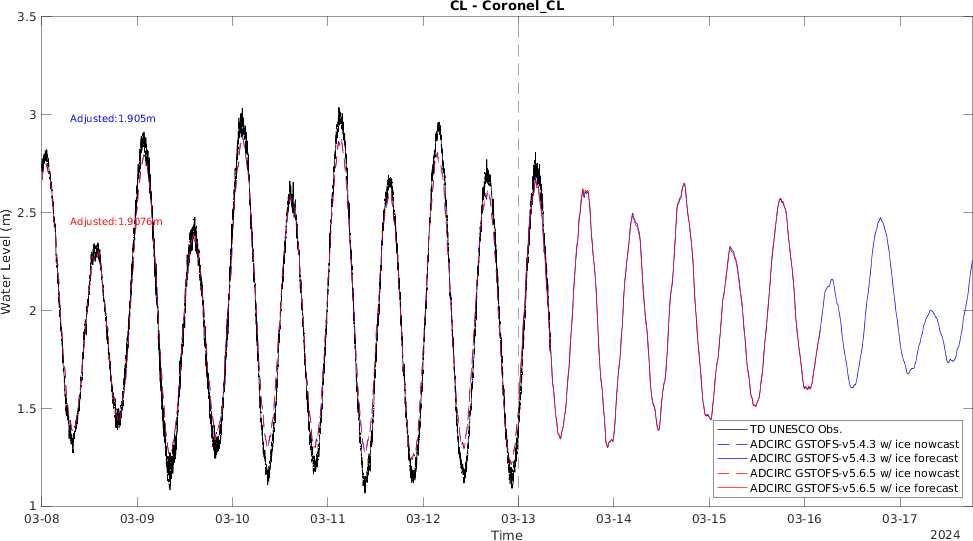 CL - Coronel_CL
3.5
3
2.5
2
1.5
1
Water Level (m)
Adjusted:1.905m
Adjusted:1.9076m
TD UNESCO Obs.
ADCIRC GSTOFS-v5.4.3 w/ ice nowcast
ADCIRC GSTOFS-v5.4.3 w/ ice forecast
ADCIRC GSTOFS-v5.6.5 w/ ice nowcast
ADCIRC GSTOFS-v5.6.5 w/ ice forecast
03-08 03-09 03-10 03-11 03-12 03-13 03-14 03-15 03-16 03-17
Time
2024